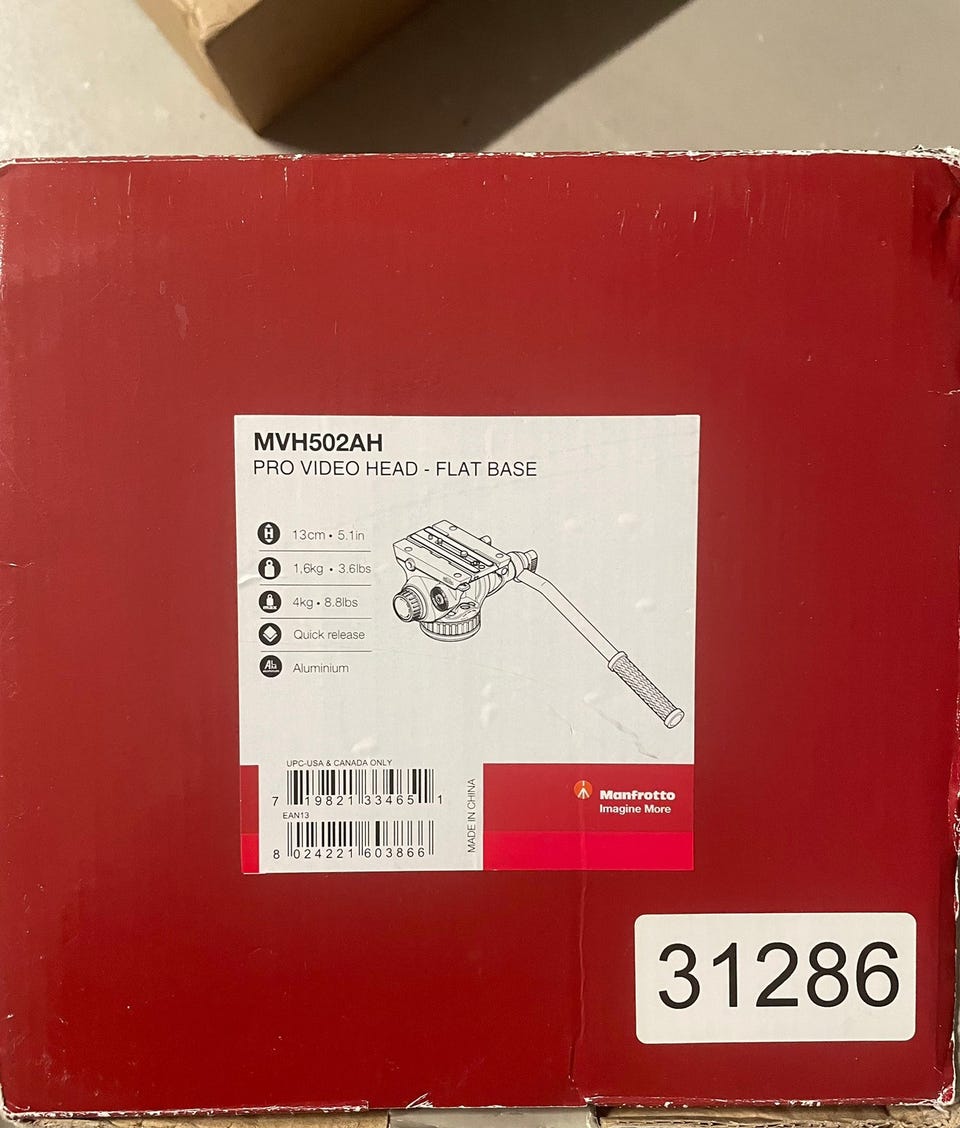 MVH502AH
PRO VIDEO HEAD - FLAT BASE
H 13cm • 5.1in
1,6kg • 3.6lbs
max 4kg • 8.8lbs
Quick release
Aluminium
UPC-USA & CANADA ONLY
7 19821 33465 1
EAN13
8 024221 603866
MADE IN CHINA
Manfrotto
Imagine More
31286